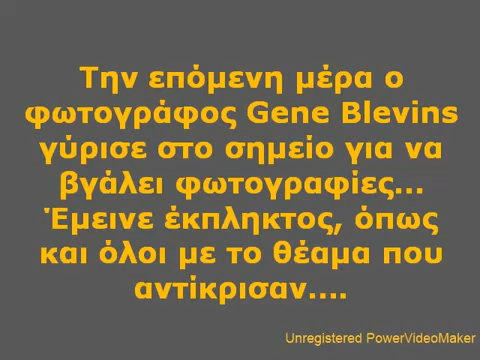 Την επόμενη μέρα ο
φωτογράφος Gene Blevins
γύρισε στο σημείο για να
βγάλει φωτογραφίες...
Έμεινε έκπληκτος, όπως
και όλοι με το θέαμα που
αντίκρισαν....
Unregistered PowerVideoMaker